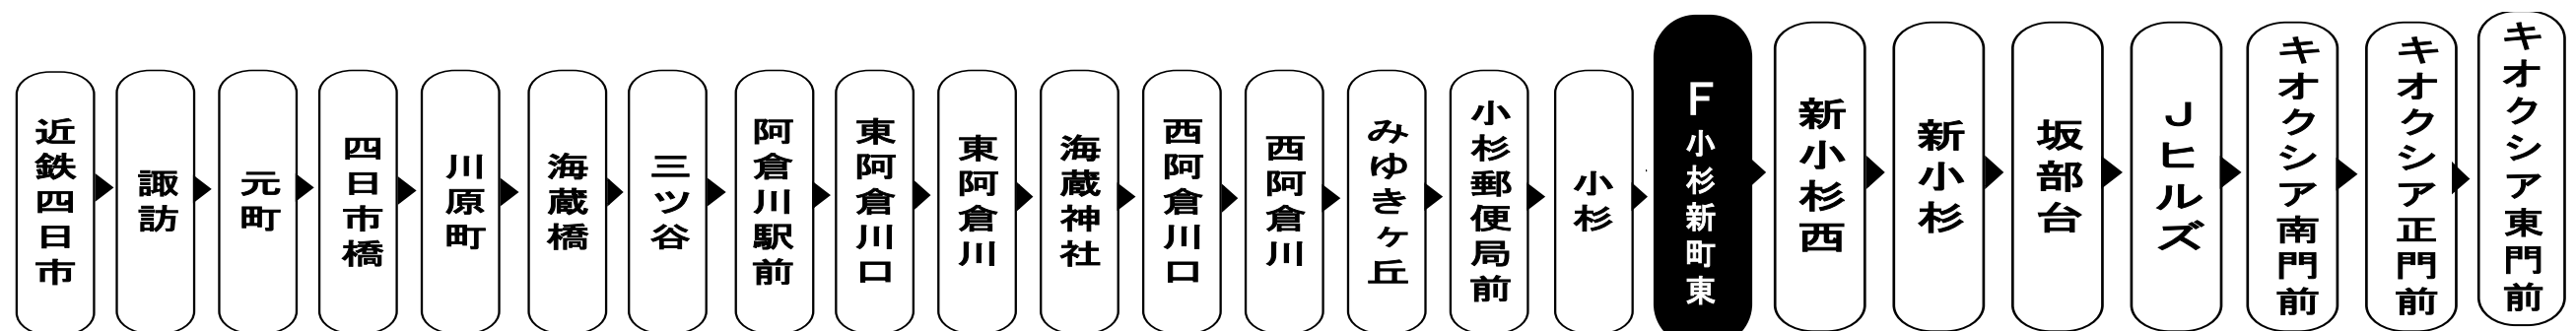 近鉄四日市
諏訪
元町
四日市橋
川原町
海蔵橋
三ツ谷
阿倉川駅前
東阿倉川口
東阿倉川
海蔵神社
西阿倉川口
西阿倉川
みゆきヶ丘
小杉郵便局前
小杉
F小杉新町東
新小杉西
新小杉
坂部台
Jヒルズ
キオクシア南門前
キオクシア正門前
キオクシア東門前